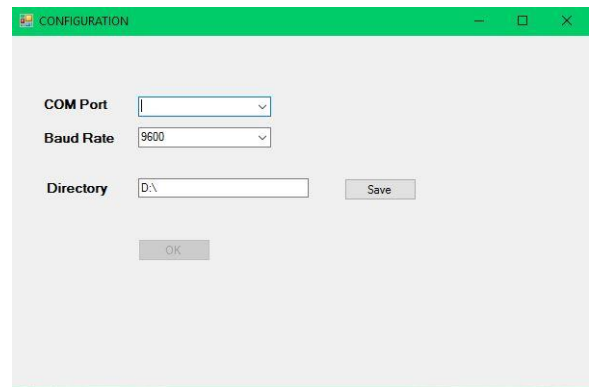 CONFIGURATION
COM Port
Baud Rate 9600
Directory D:\ Save
OK